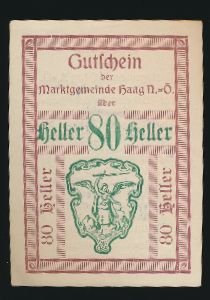 Gutschein
der
Marktgemeinde Haag N.=Ö.
über
Heller 80 Heller
80 Heller
80 Heller